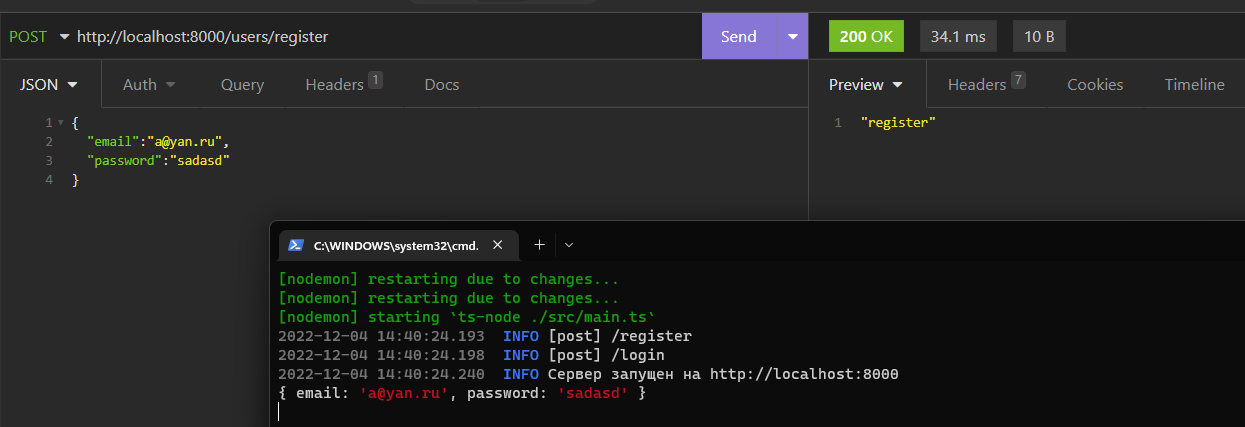 POST http://localhost:8000/users/register Send 200 OK 34.1 ms 10 B
JSON Auth Query Headers 1 Docs Preview Headers 7 Cookies Timeline
1 { 1 "register"
2 "email":"a@yan.ru",
3 "password":"sadasd"
4 }
C:\WINDOWS\system32\cmd.
[nodemon] restarting due to changes...
[nodemon] restarting due to changes...
[nodemon] starting `ts-node ./src/main.ts`
2022-12-04 14:40:24.193 INFO [post] /register
2022-12-04 14:40:24.198 INFO [post] /login
2022-12-04 14:40:24.240 INFO Сервер запущен на http://localhost:8000
{ email: 'a@yan.ru', password: 'sadasd' }